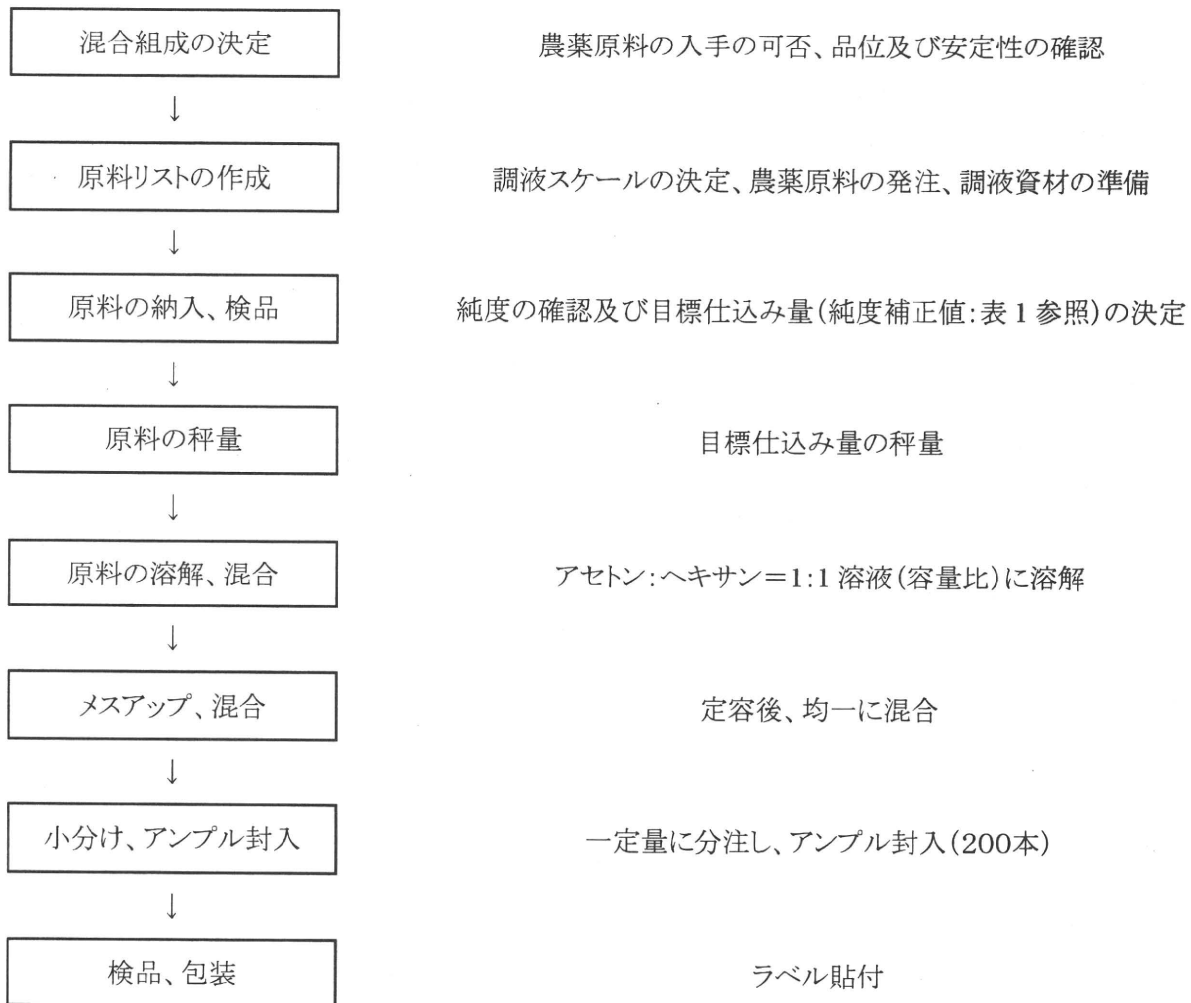 混合組成の決定　農薬原料の入手の可否、品位及び安定性の確認
↓
原料リストの作成　調液スケールの決定、農薬原料の発注、調液資材の準備
↓
原料の納入、検品　純度の確認及び目標仕込み量(純度補正値:表1参照)の決定
↓
原料の秤量　目標仕込み量の秤量
↓
原料の溶解、混合　アセトン:ヘキサン=1:1溶液(容量比)に溶解
↓
メスアップ、混合　定容後、均一に混合
↓
小分け、アンプル封入　一定量に分注し、アンプル封入(200本)
↓
検品、包装　ラベル貼付